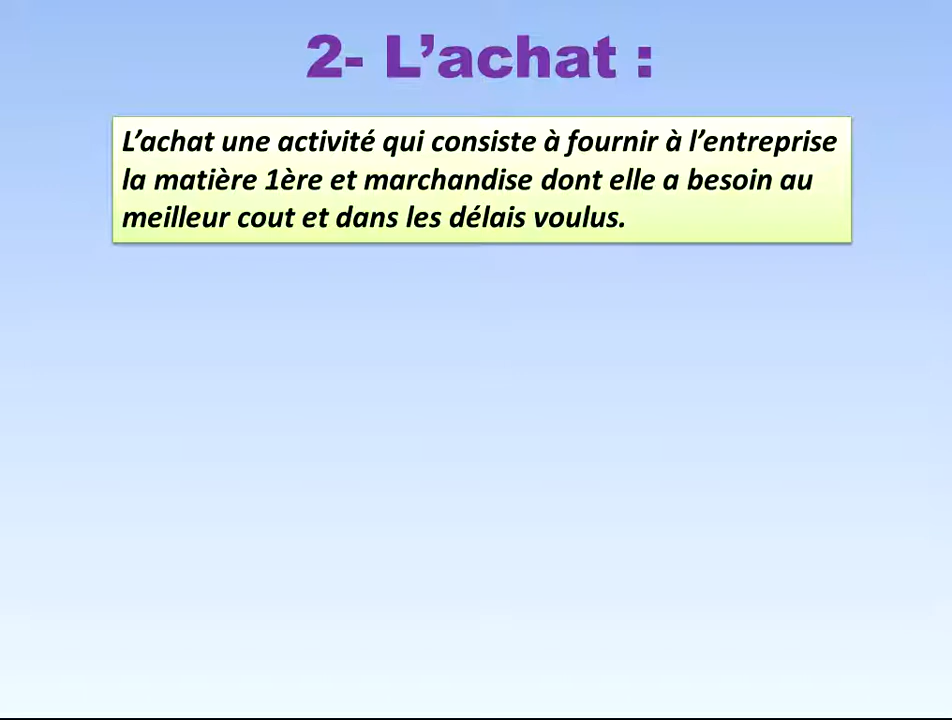 2- L’achat :
L’achat une activité qui consiste à fournir à l’entreprise
la matière 1ère et marchandise dont elle a besoin au
meilleur cout et dans les délais voulus.